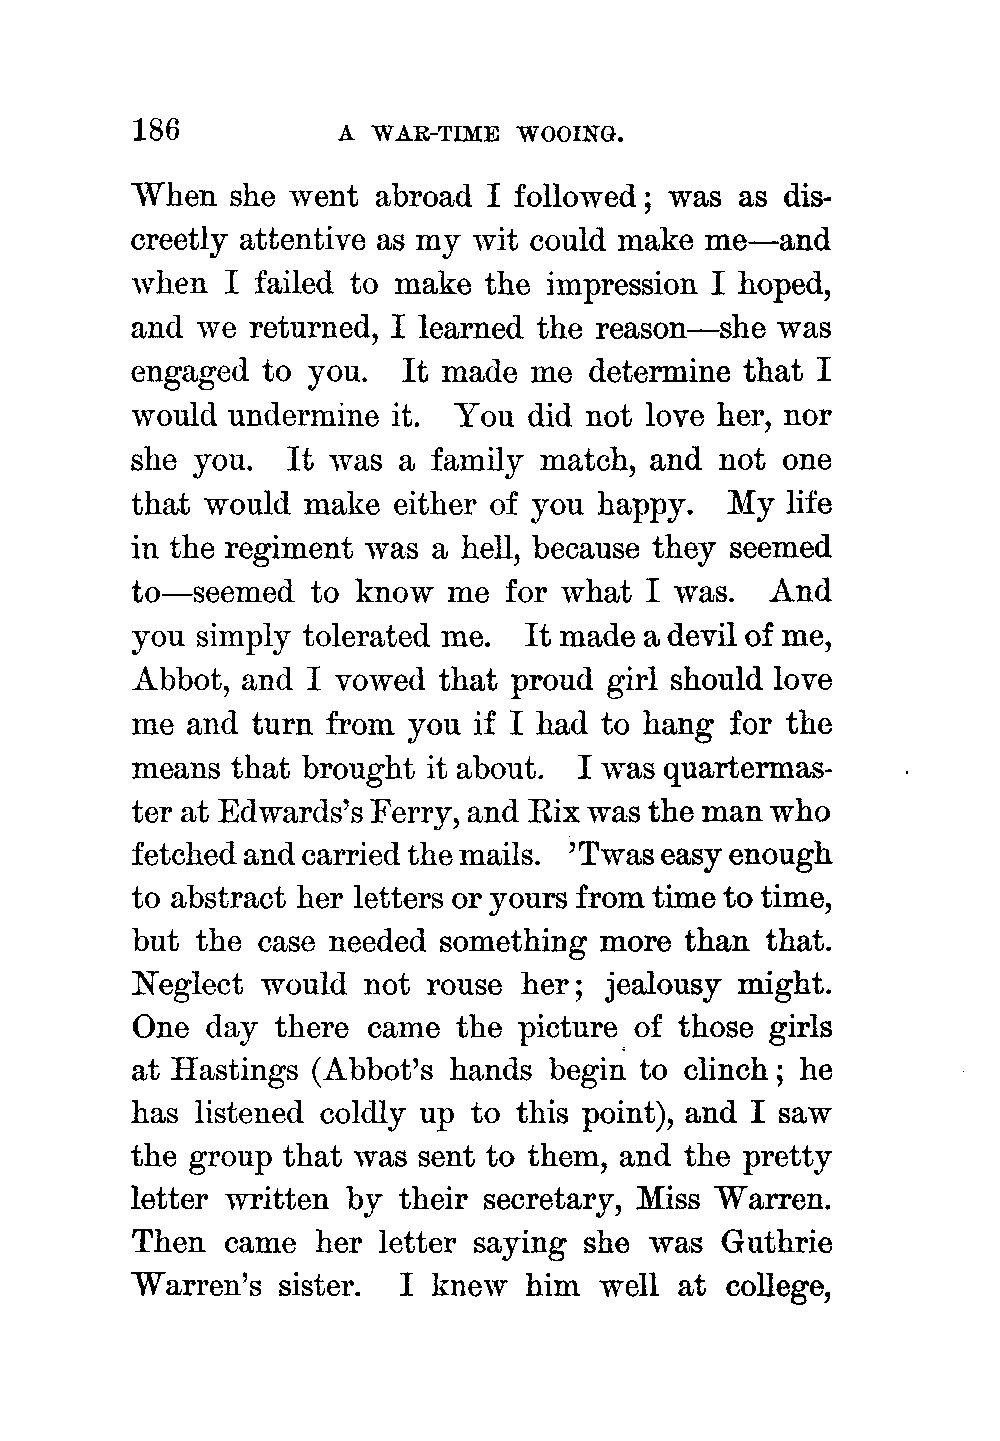 186 A WAR-TIME WOOING.
When she went abroad I followed; was as dis-
creetly attentive as my wit could make me—and
when I failed to make the impression I hoped,
and we returned, I learned the reason—she was
engaged to you. It made me determine that I
would undermine it. You did not love her, nor
she you. It was a family match, and not one
that would make either of you happy. My life
in the regiment was a hell, because they seemed
to—seemed to know me for what I was. And
you simply tolerated me. It made a devil of me,
Abbot, and I vowed that proud girl should love
me and turn from you if I had to hang for the
means that brought it about. I was quartermas-
ter at Edwards's Ferry, and Rix was the man who
fetched and carried the mails. 'Twas easy enough
to abstract her letters or yours from time to time,
but the case needed something more than that.
Neglect would not rouse her; jealousy might.
One day there came the picture of those girls
at Hastings (Abbot's hands begin to clinch; he
has listened coldly up to this point), and I saw
the group that was sent to them, and the pretty
letter written by their secretary, Miss Warren.
Then came her letter saying she was Guthrie
Warren's sister. I knew him well at college,